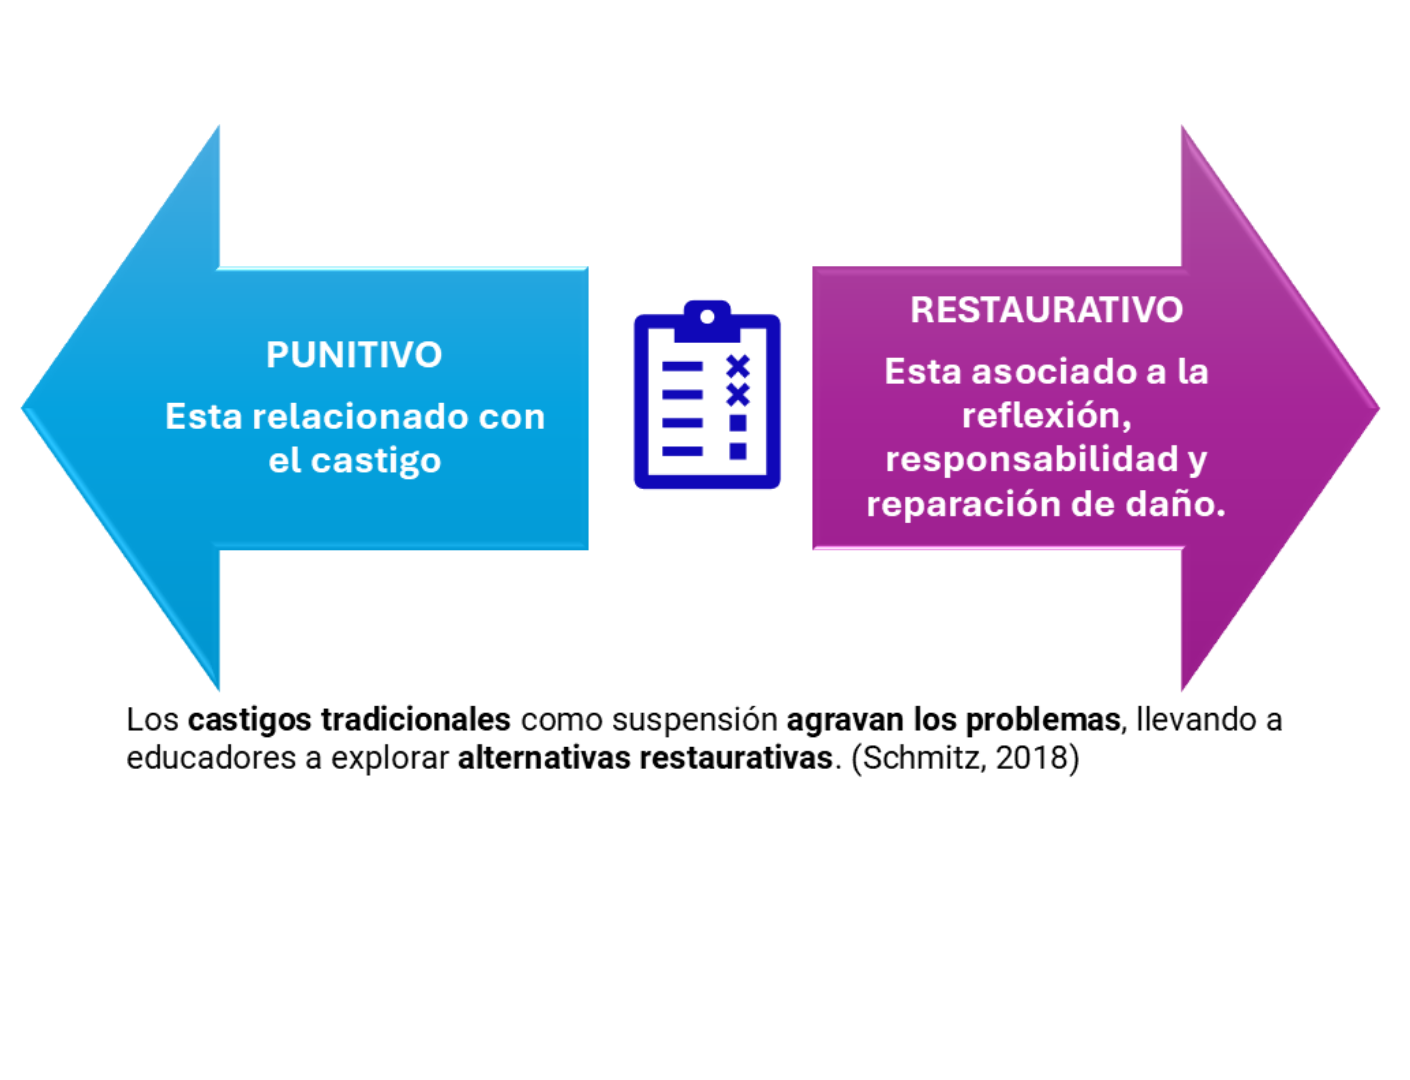 PUNITIVO
Esta relacionado con
el castigo
RESTAURATIVO
Esta asociado a la
reflexión,
responsabilidad y
reparación de daño.
Los castigos tradicionales como suspensión agravan los problemas, llevando a
educadores a explorar alternativas restaurativas. (Schmitz, 2018)